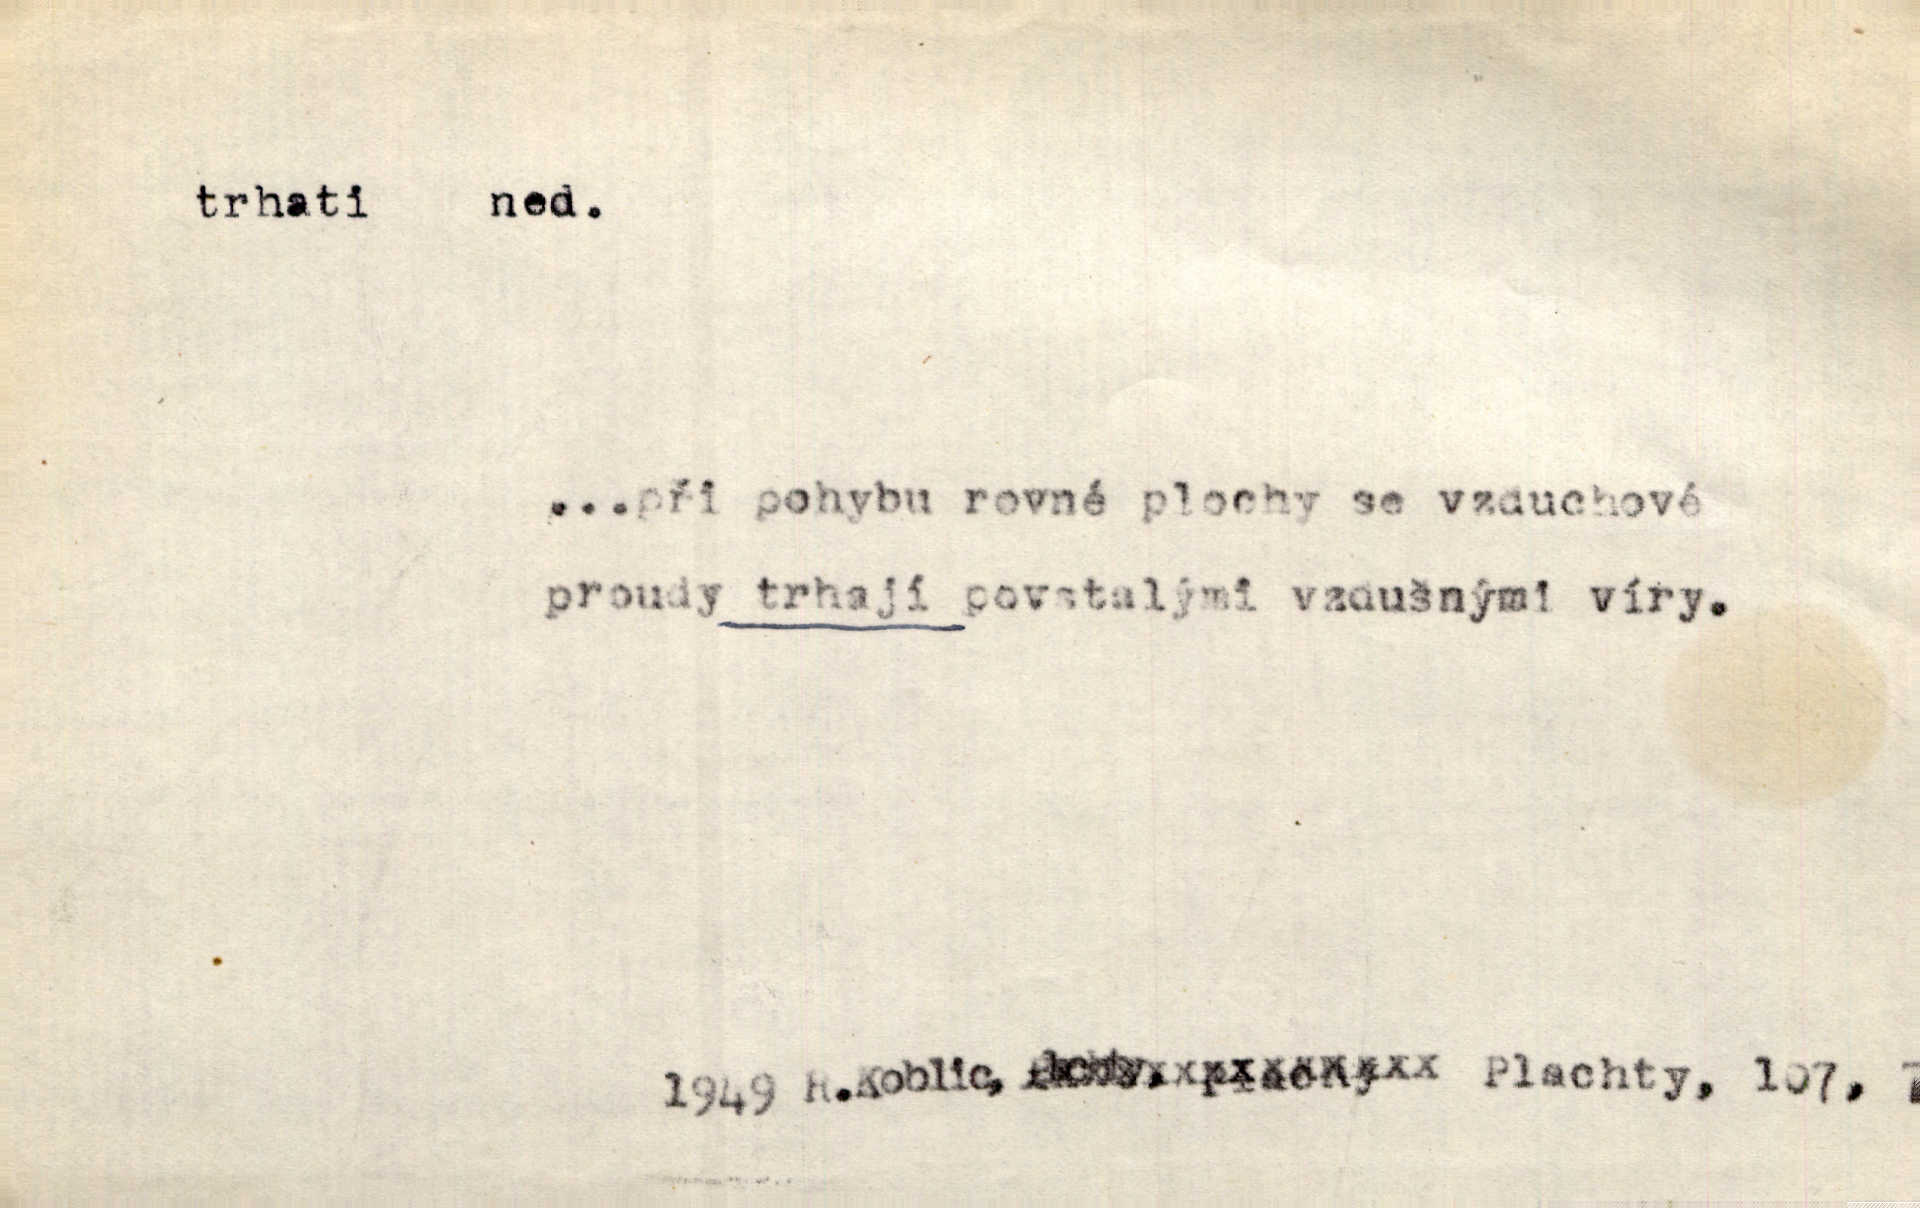 trhati ned.
...při pohybu rovné plochy se vzduchové
proudy trhají povstalými vzdušnými víry.
1949 R.Koblic, Plachty, 107,